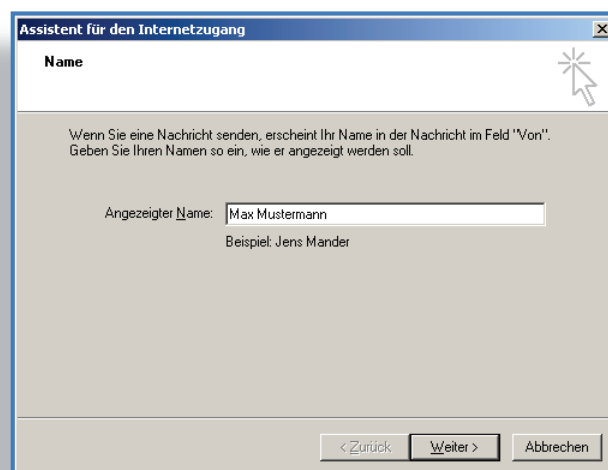 Assistent für den Internetzugang
Name
Wenn Sie eine Nachricht senden, erscheint Ihr Name in der Nachricht im Feld "Von".
Geben Sie Ihren Namen so ein, wie er angezeigt werden soll.
Angezeigter Name: Max Mustermann
Beispiel: Jens Mander
< Zurück Weiter > Abbrechen